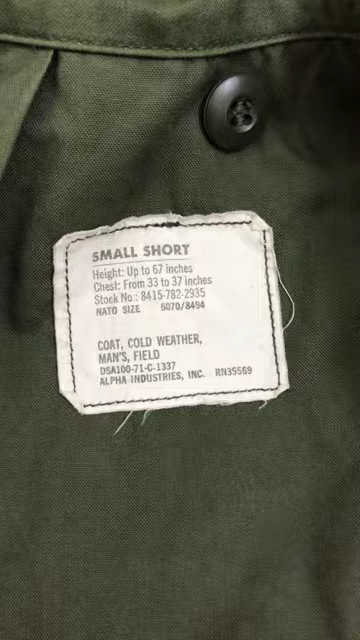 SMALL SHORT
Height: Up to 67 inches
Chest: From 33 to 37 inches
Stock No.: 8415-782-2935
NATO SIZE 5070/8494
COAT, COLD WEATHER,
MAN'S, FIELD
DSA100-71-C-1337
ALPHA INDUSTRIES, INC. RN35569